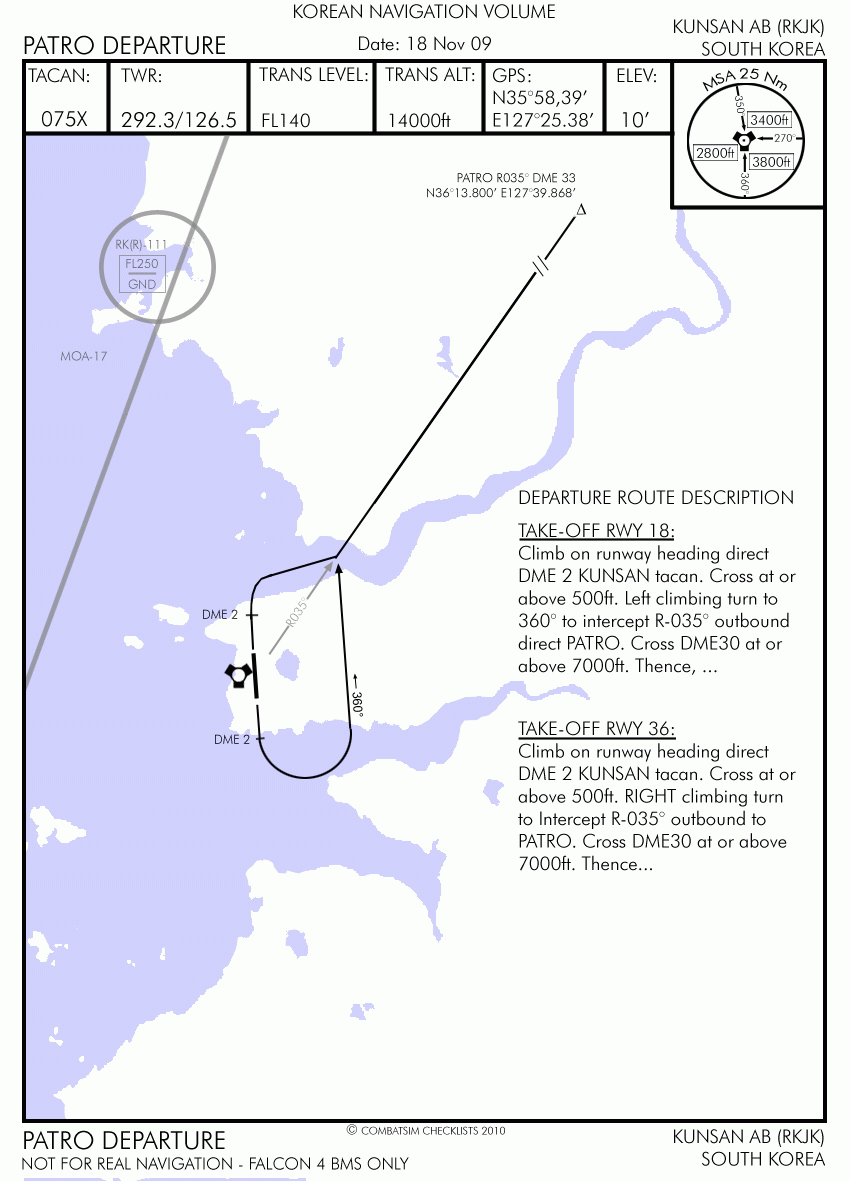 KOREAN NAVIGATION VOLUME
PATRO DEPARTURE
Date: 18 Nov 09
KUNSAN AB (RKJK)
SOUTH KOREA
TACAN:
075X
TWR:
292.3/126.5
TRANS LEVEL:
FL140
TRANS ALT:
14000ft
GPS:
N35°58,39'
E127°25.38'
ELEV:
10'
MSA 25 Nm
350°
3400ft
270°
2800ft
3800ft
360°
PATRO R035° DME 33
N36°13.800' E127°39.868'
RK(R)-111
FL250
GND
MOA-17
DME 2
R035°
360°
DME 2
DEPARTURE ROUTE DESCRIPTION
TAKE-OFF RWY 18:
Climb on runway heading direct
DME 2 KUNSAN tacan. Cross at or
above 500ft. Left climbing turn to
360° to intercept R-035° outbound
direct PATRO. Cross DME30 at or
above 7000ft. Thence, ...
TAKE-OFF RWY 36:
Climb on runway heading direct
DME 2 KUNSAN tacan. Cross at or
above 500ft. RIGHT climbing turn
to Intercept R-035° outbound to
PATRO. Cross DME30 at or above
7000ft. Thence...
© COMBATSIM CHECKLISTS 2010
PATRO DEPARTURE
NOT FOR REAL NAVIGATION - FALCON 4 BMS ONLY
KUNSAN AB (RKJK)
SOUTH KOREA